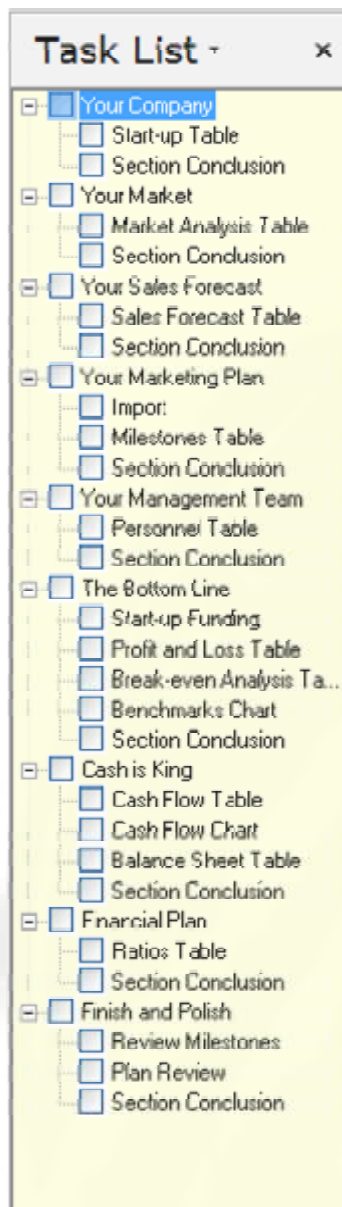 Task List
Your Company
Start-up Table
Section Conclusion
Your Market
Market Analysis Table
Section Conclusion
Your Sales Forecast
Sales Forecast Table
Section Conclusion
Your Marketing Plan
Import
Milestones Table
Section Conclusion
Your Management Team
Personnel Table
Section Conclusion
The Bottom Line
Start-up Funding
Profit and Loss Table
Break-even Analysis Ta...
Benchmarks Chart
Section Conclusion
Cash is King
Cash Flow Table
Cash Flow Chart
Balance Sheet Table
Section Conclusion
Financial Plan
Ratios Table
Section Conclusion
Finish and Polish
Review Milestones
Plan Review
Section Conclusion